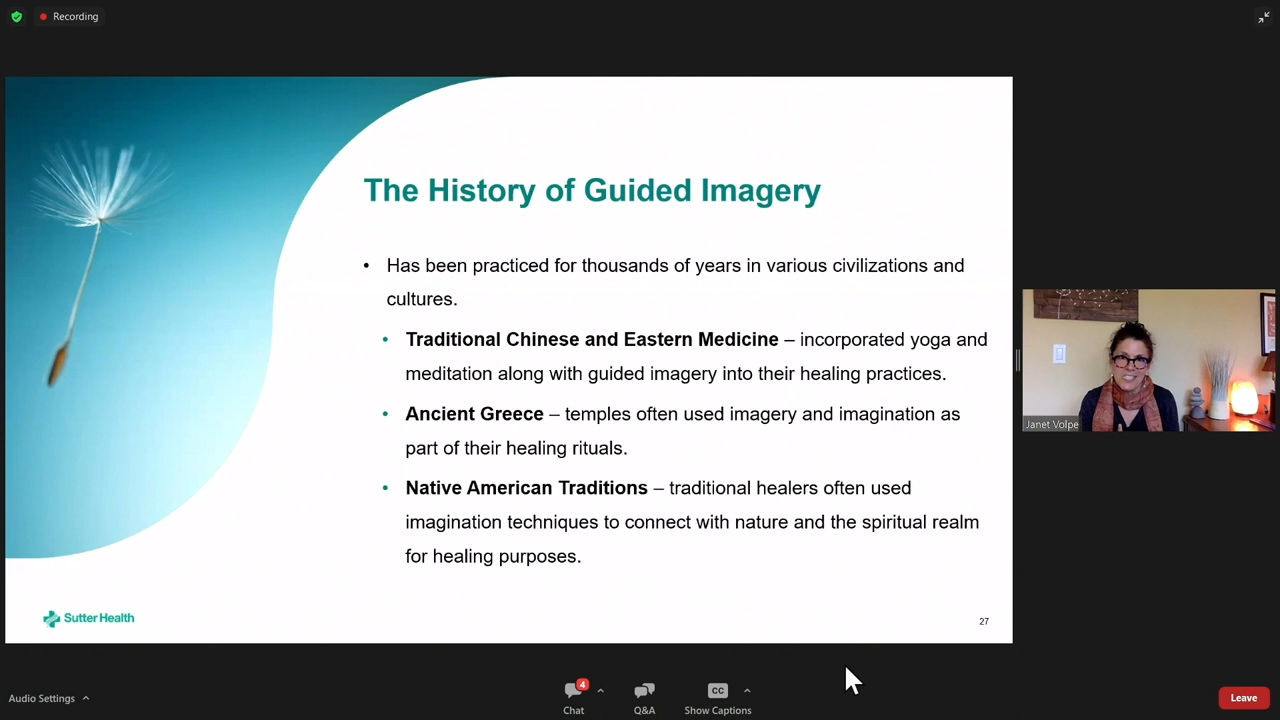 Recording
The History of Guided Imagery
• Has been practiced for thousands of years in various civilizations and
cultures.
• Traditional Chinese and Eastern Medicine – incorporated yoga and
meditation along with guided imagery into their healing practices.
• Ancient Greece – temples often used imagery and imagination as
part of their healing rituals.
• Native American Traditions – traditional healers often used
imagination techniques to connect with nature and the spiritual realm
for healing purposes.
Janet Volpe
Sutter Health
27
Audio Settings
4
Chat
Q&A
CC
Show Captions
Leave